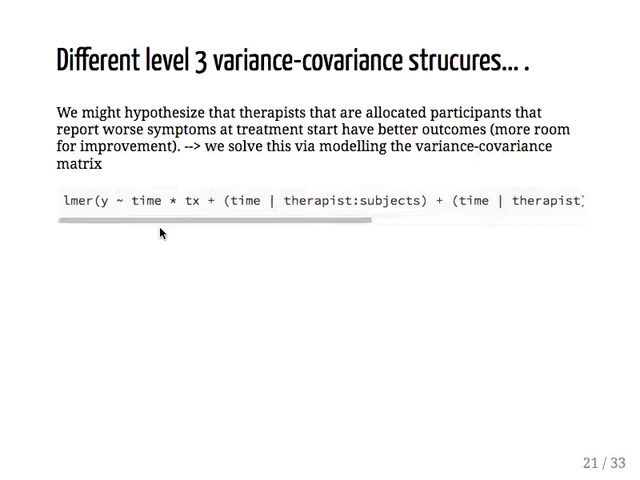 Different level 3 variance-covariance strucures... .
We might hypothesize that therapists that are allocated participants that
report worse symptoms at treatment start have better outcomes (more room
for improvement). --> we solve this via modelling the variance-covariance
matrix
lmer(y ~ time * tx + (time | therapist:subjects) + (time | therapist)
21 / 33